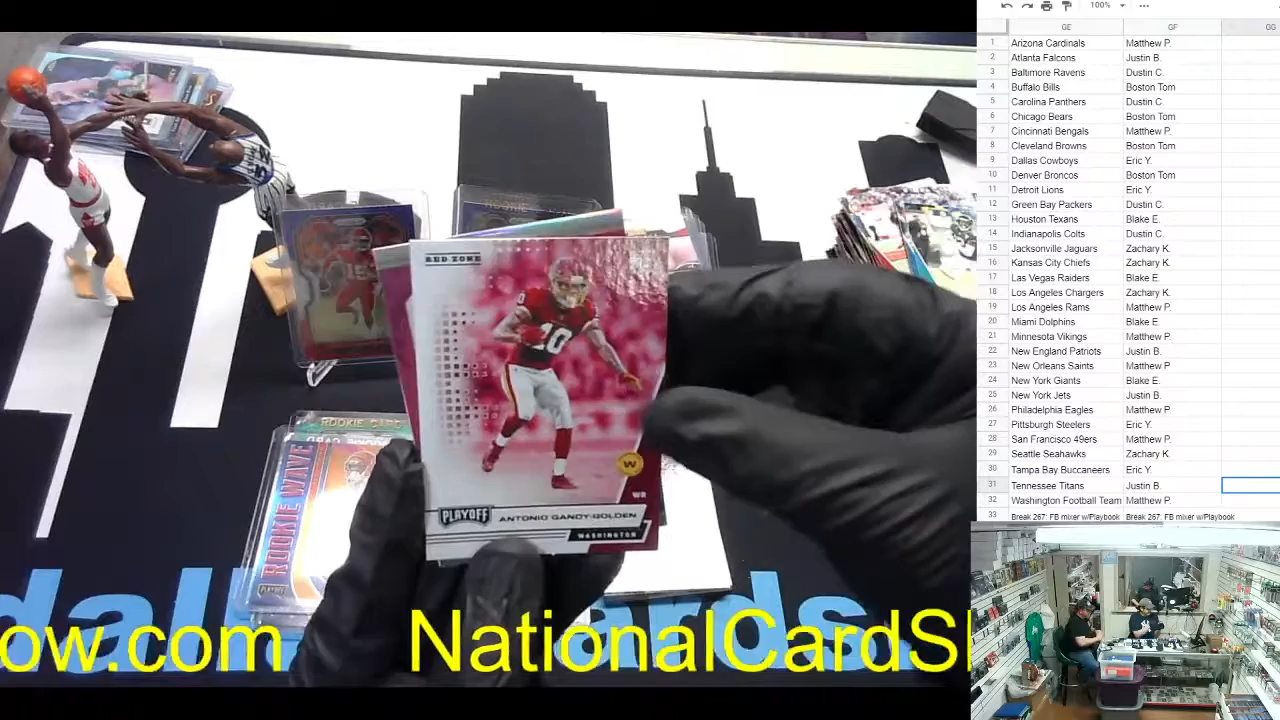 100%
GE GF GG
1 Arizona Cardinals Matthew P.
2 Atlanta Falcons Justin B.
3 Baltimore Ravens Dustin C.
4 Buffalo Bills Boston Tom
5 Carolina Panthers Dustin C.
6 Chicago Bears Boston Tom
7 Cincinnati Bengals Matthew P.
8 Cleveland Browns Boston Tom
9 Dallas Cowboys Eric Y.
10 Denver Broncos Boston Tom
11 Detroit Lions Eric Y.
12 Green Bay Packers Dustin C.
13 Houston Texans Blake E.
14 Indianapolis Colts Dustin C.
15 Jacksonville Jaguars Zachary K.
16 Kansas City Chiefs Zachary K.
17 Las Vegas Raiders Blake E.
18 Los Angeles Chargers Zachary K.
19 Los Angeles Rams Matthew P.
20 Miami Dolphins Blake E
21 Minnesota Vikings Matthew P.
22 New England Patriots Justin B.
23 New Orleans Saints Matthew P
24 New York Giants Blake E.
25 New York Jets Justin B.
26 Philadelphia Eagles Matthew P.
27 Pittsburgh Steelers Eric Y.
28 San Francisco 49ers Matthew P.
29 Seattle Seahawks Zachary K.
30 Tampa Bay Buccaneers Eric Y.
31 Tennessee Titans Justin B.
32 Washington Football Team Matthew P.
33 Break 267: FB mixer w/Playbook Break 267: FB mixer w/Playbook
ROOKIE
RED ZONE
10
W
WR
PLAYOFF ANTONIO GANDY-GOLDEN
WASHINGTON
15
ROOKIE CARD
ROOKIE WAVE
dal cards
ow.com NationalCardSh